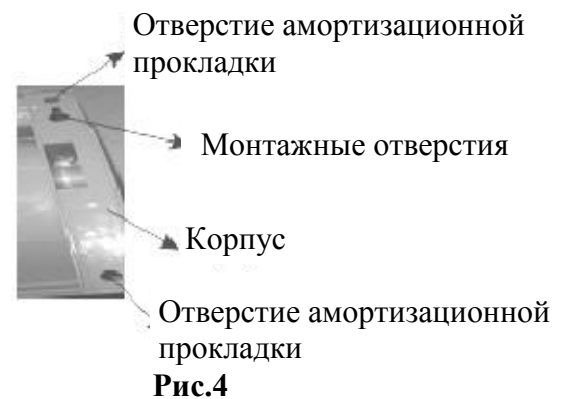 Отверстие амортизационной
прокладки
Монтажные отверстия
Корпус
Отверстие амортизационной
прокладки
Рис.4